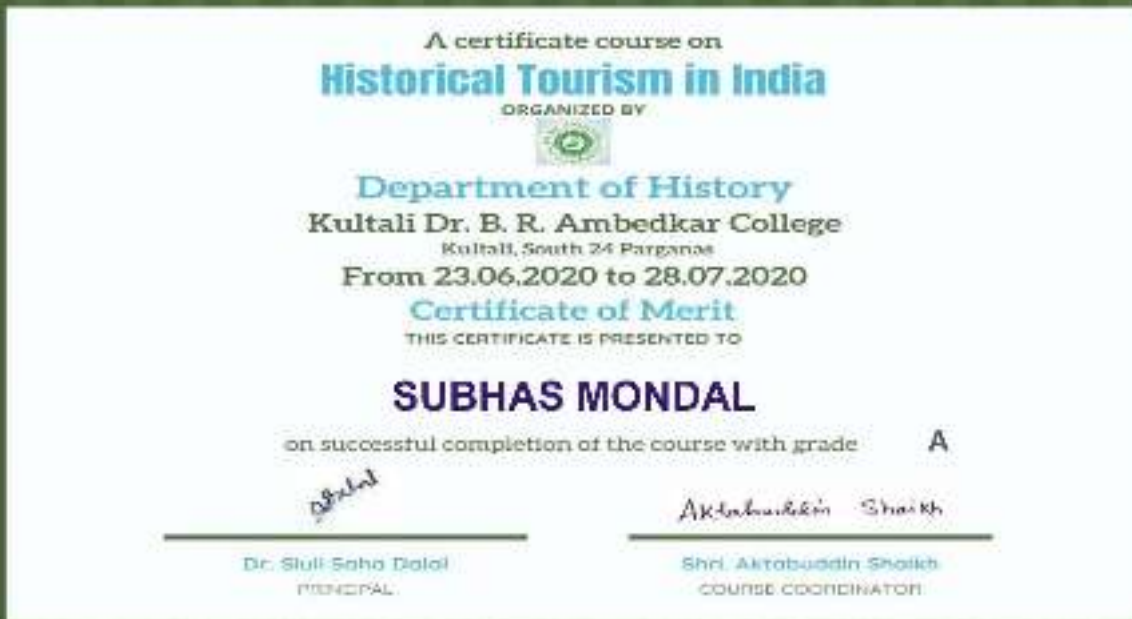 A certificate course on
Historical Tourism in India
ORGANIZED BY
Department of History
Kultali Dr. B. R. Ambedkar College
Kultali, South 24 Parganas
From 23.06.2020 to 28.07.2020
Certificate of Merit
THIS CERTIFICATE IS PRESENTED TO
SUBHAS MONDAL
on successful completion of the course with grade A
Aktabuddin Shaikh
Dr. Siuli Saha Dalal Shri. Aktabuddin Shaikh
PRINCIPAL COURSE COORDINATOR